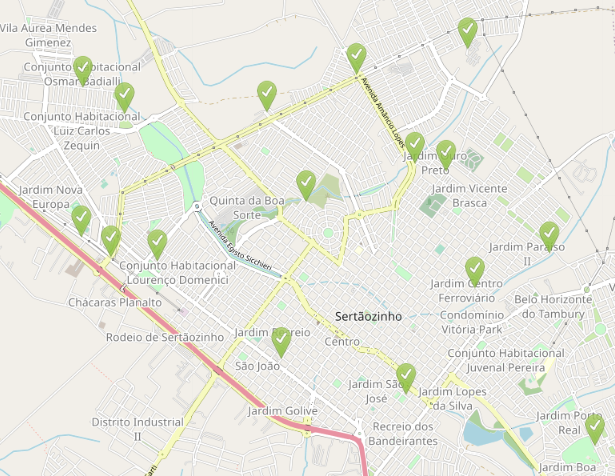 Vila Aurea Mendes
Gimenez
Conjunto Habitacional
Osmar Badialli
Conjunto Habitacional
Luiz Carlos
Zequin
Avenida Amâncio Lopes
Jardim
Preto
Jardim Vicente
Brasca
Jardim Nova
Europa
Quinta da Boa
Sorte
Avenida Egisto Sicchieri
Jardim Paraíso
II
Conjunto Habitacional
Lourenço Domenici
Chácaras Planalto
Jardim Centro
Ferroviário
Belo Horizonte
do Tambury
Condominio
Vitória Park
Sertãozinho
Rodeio de Sertãozinho
Jardim
Centro
Conjunto Habitacional
Juvenal Pereira
São João
Jardim São
José
Jardim Lopes
da Silva
Jardim Golive
Distrito Industrial
II
Recreio dos
Bandeirantes
Jardim Porto
Real
Jardim Boa